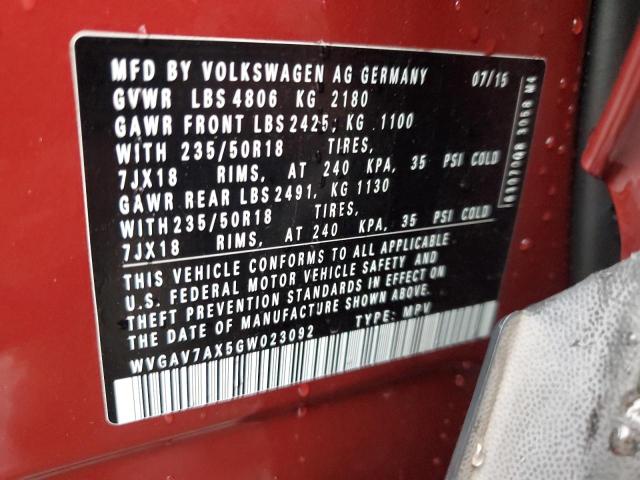 MFD BY VOLKSWAGEN AG GERMANY 07/15
GVWR LBS 4806 KG 2180
GAWR FRONT LBS 2425; KG 1100
WITH 235/50R18 TIRES,
7JX18 RIMS, AT 240 KPA, 35 PSI COLD
GAWR REAR LBS 2491, KG 1130
WITH 235/50R18 TIRES,
7JX18 RIMS, AT 240 KPA, 35 PSI COLD
THIS VEHICLE CONFORMS TO ALL APPLICABLE
U.S. FEDERAL MOTOR VEHICLE SAFETY AND
THEFT PREVENTION STANDARDS IN EFFECT ON
THE DATE OF MANUFACTURE SHOWN ABOVE.
WVGAV7AX5GW023092 TYPE: MPV
3058 M4